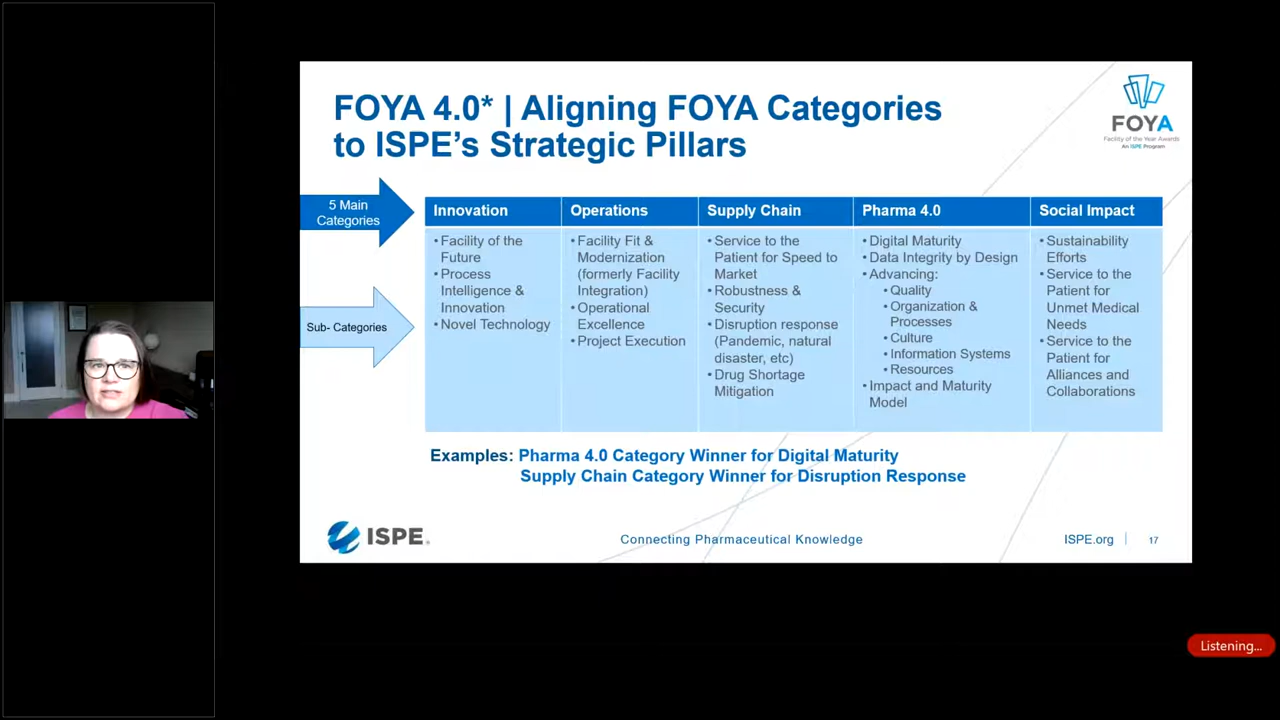 FOYA 4.0* | Aligning FOYA Categories
to ISPE's Strategic Pillars
FOYA
Facility of the Year Awards
An ISPE Program
5 Main
Categories
Sub- Categories
Innovation
• Facility of the
Future
• Process
Intelligence &
Innovation
• Novel Technology
Operations
• Facility Fit &
Modernization
(formerly Facility
Integration)
• Operational
Excellence
• Project Execution
Supply Chain
• Service to the
Patient for Speed to
Market
• Robustness &
Security
• Disruption response
(Pandemic, natural
disaster, etc)
• Drug Shortage
Mitigation
Pharma 4.0
• Digital Maturity
• Data Integrity by Design
• Advancing:
• Quality
• Organization &
Processes
• Culture
• Information Systems
• Resources
• Impact and Maturity
Model
Social Impact
• Sustainability
Efforts
• Service to the
Patient for
Unmet Medical
Needs
• Service to the
Patient for
Alliances and
Collaborations
Examples: Pharma 4.0 Category Winner for Digital Maturity
Supply Chain Category Winner for Disruption Response
ISPE.
Connecting Pharmaceutical Knowledge
ISPE.org | 17
Listening...